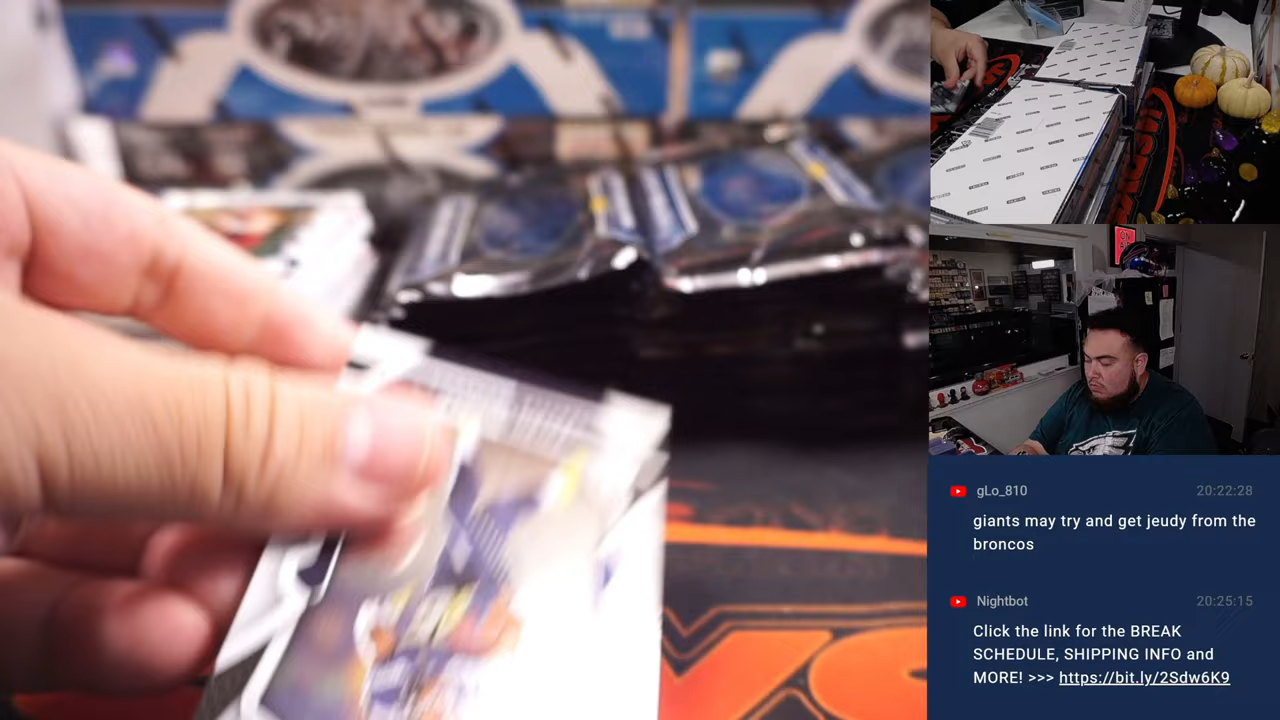 gLo_810 20:22:28
giants may try and get jeudy from the
broncos
Nightbot 20:25:15
Click the link for the BREAK
SCHEDULE, SHIPPING INFO and
MORE! >>> https://bit.ly/2Sdw6K9